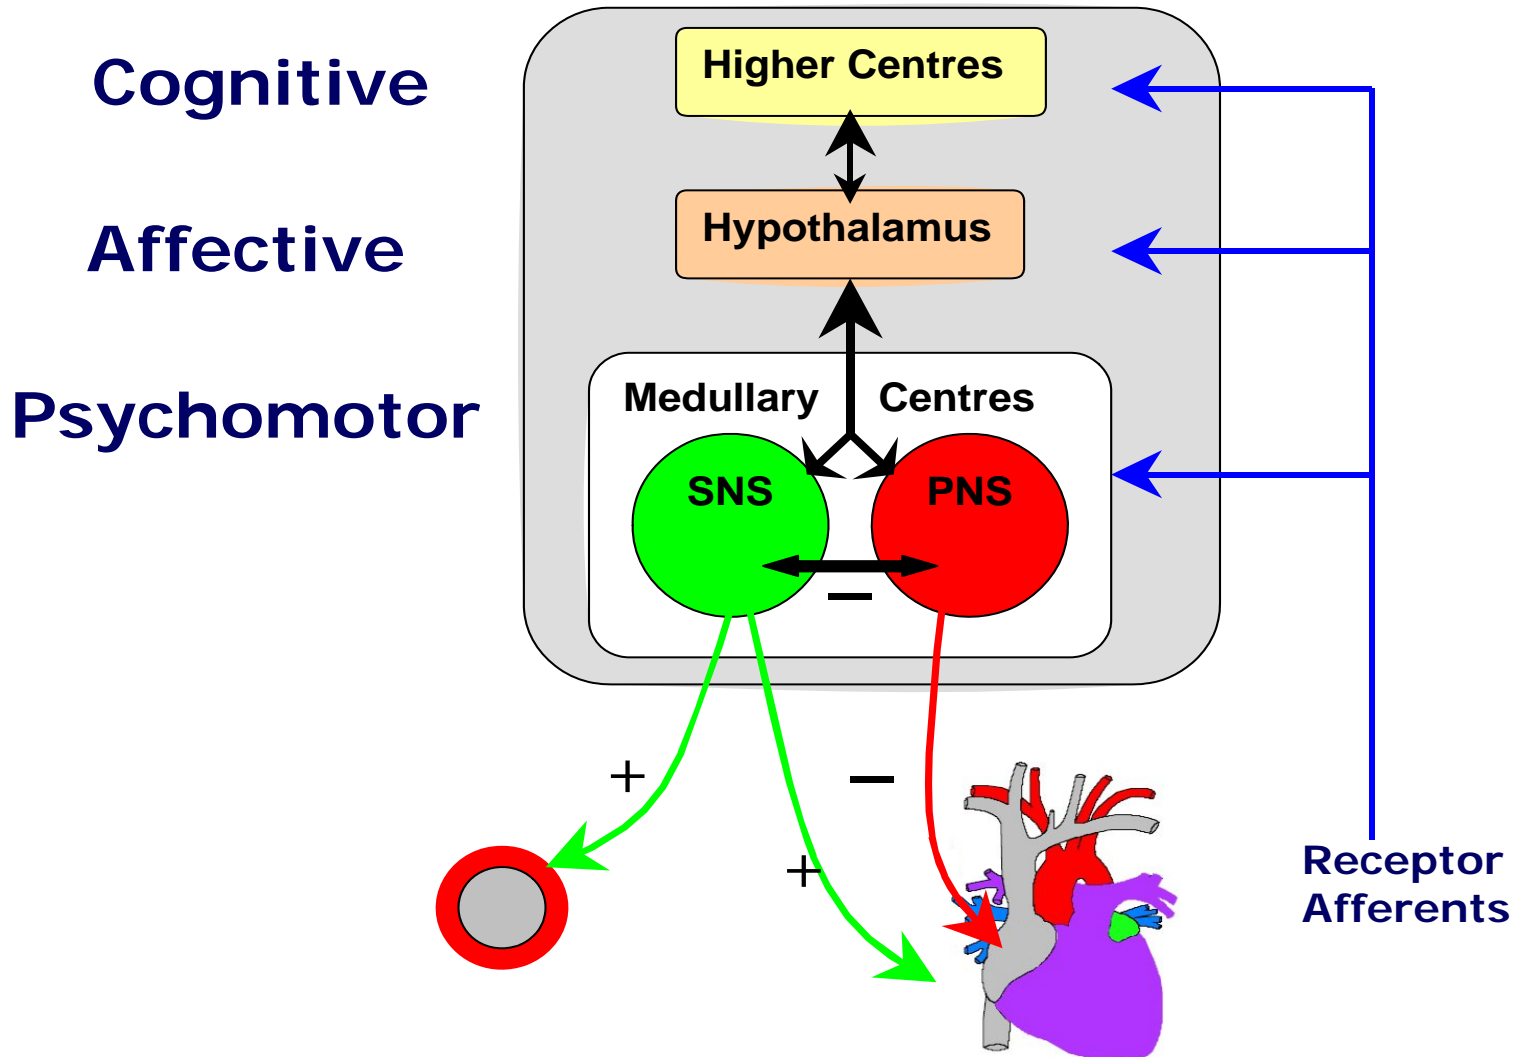 Cognitive
Higher Centres
Affective
Hypothalamus
Psychomotor
Medullary Centres
SNS PNS
–
+
–
+
Receptor
Afferents